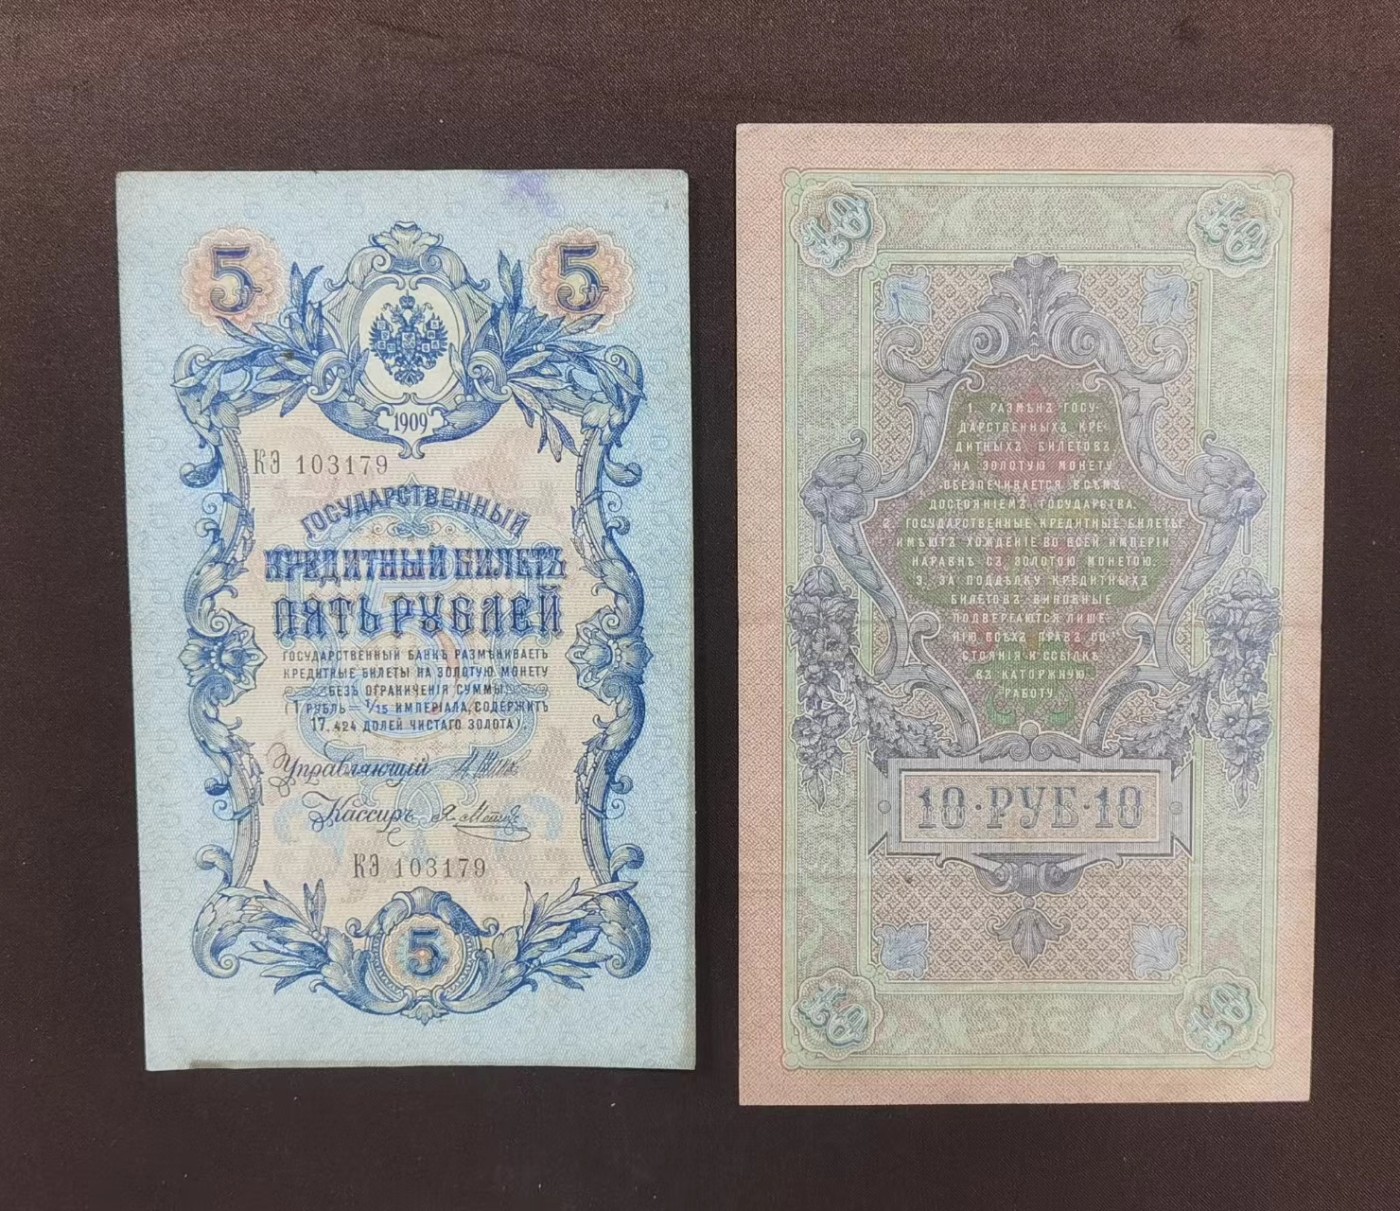 5 5
1909
КЭ 103179
ГОСУДАРСТВЕННЫЙ
КРЕДИТНЫЙ БИЛЕТЪ
ПЯТЬ РУБЛЕЙ
ГОСУДАРСТВЕННЫЙ БАНКЪ РАЗМѢНИВАЕТЪ
КРЕДИТНЫЕ БИЛЕТЫ НА ЗОЛОТУЮ МОНЕТУ
БЕЗЪ ОГРАНИЧЕНІЯ СУММЫ
(1 РУБЛЬ — 1/15 ИМПЕРІАЛА, СОДЕРЖИТЪ
17,424 ДОЛЕЙ ЧИСТАГО ЗОЛОТА).
Управляющій
Кассиръ
КЭ 103179
5
10 10
1. РАЗМѢНЪ ГОСУ-
ДАРСТВЕННЫХЪ КРЕ-
ДИТНЫХЪ БИЛЕТОВЪ
НА ЗОЛОТУЮ МОНЕТУ
ОБЕЗПЕЧИВАЕТСЯ ВСѢМЪ
ДОСТОЯНІЕМЪ ГОСУДАРСТВА.
2. ГОСУДАРСТВЕННЫЕ КРЕДИТНЫЕ БИЛЕТЫ
ИМѢЮТЪ ХОЖДЕНІЕ ВО ВСЕЙ ИМПЕРІИ
НАРАВНѢ СЪ ЗОЛОТОЮ МОНЕТОЮ.
3. ЗА ПОДДѢЛКУ КРЕДИТНЫХЪ
БИЛЕТОВЪ ВИНОВНЫЕ
ПОДВЕРГАЮТСЯ ЛИШЕ-
НІЮ ВСѢХЪ ПРАВЪ СО-
СТОЯНІЯ И ССЫЛКѢ
ВЪ КАТОРЖНУЮ
РАБОТУ.
10·РУБ·10
10 10